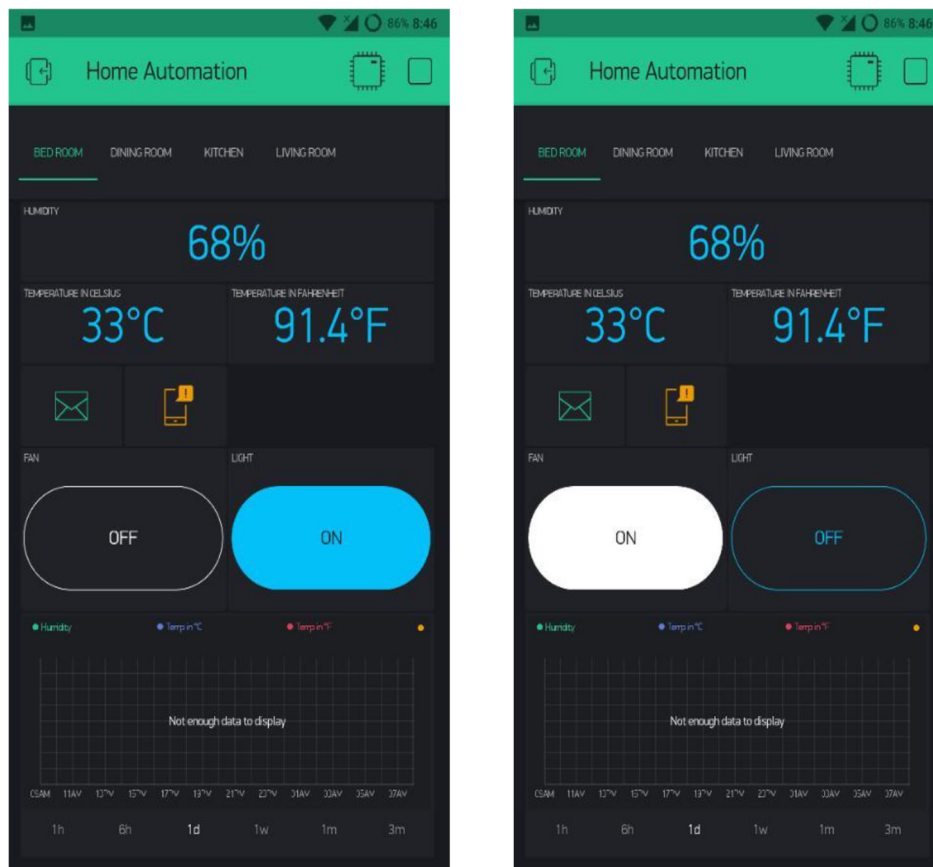 86% 8:46
Home Automation
BED ROOM DINING ROOM KITCHEN LIVING ROOM
HUMIDITY
68%
TEMPERATURE IN CELSIUS TEMPERATURE IN FAHRENHEIT
33°C 91.4°F
FAN LIGHT
OFF ON
Humidity Temp in °C Temp in °F
Not enough data to display
11AM
1h 6h 1d 1w 1m 3m
86% 8:46
Home Automation
BED ROOM DINING ROOM KITCHEN LIVING ROOM
HUMIDITY
68%
TEMPERATURE IN CELSIUS TEMPERATURE IN FAHRENHEIT
33°C 91.4°F
FAN LIGHT
ON OFF
Humidity Temp in °C Temp in °F
Not enough data to display
11AM
1h 6h 1d 1w 1m 3m